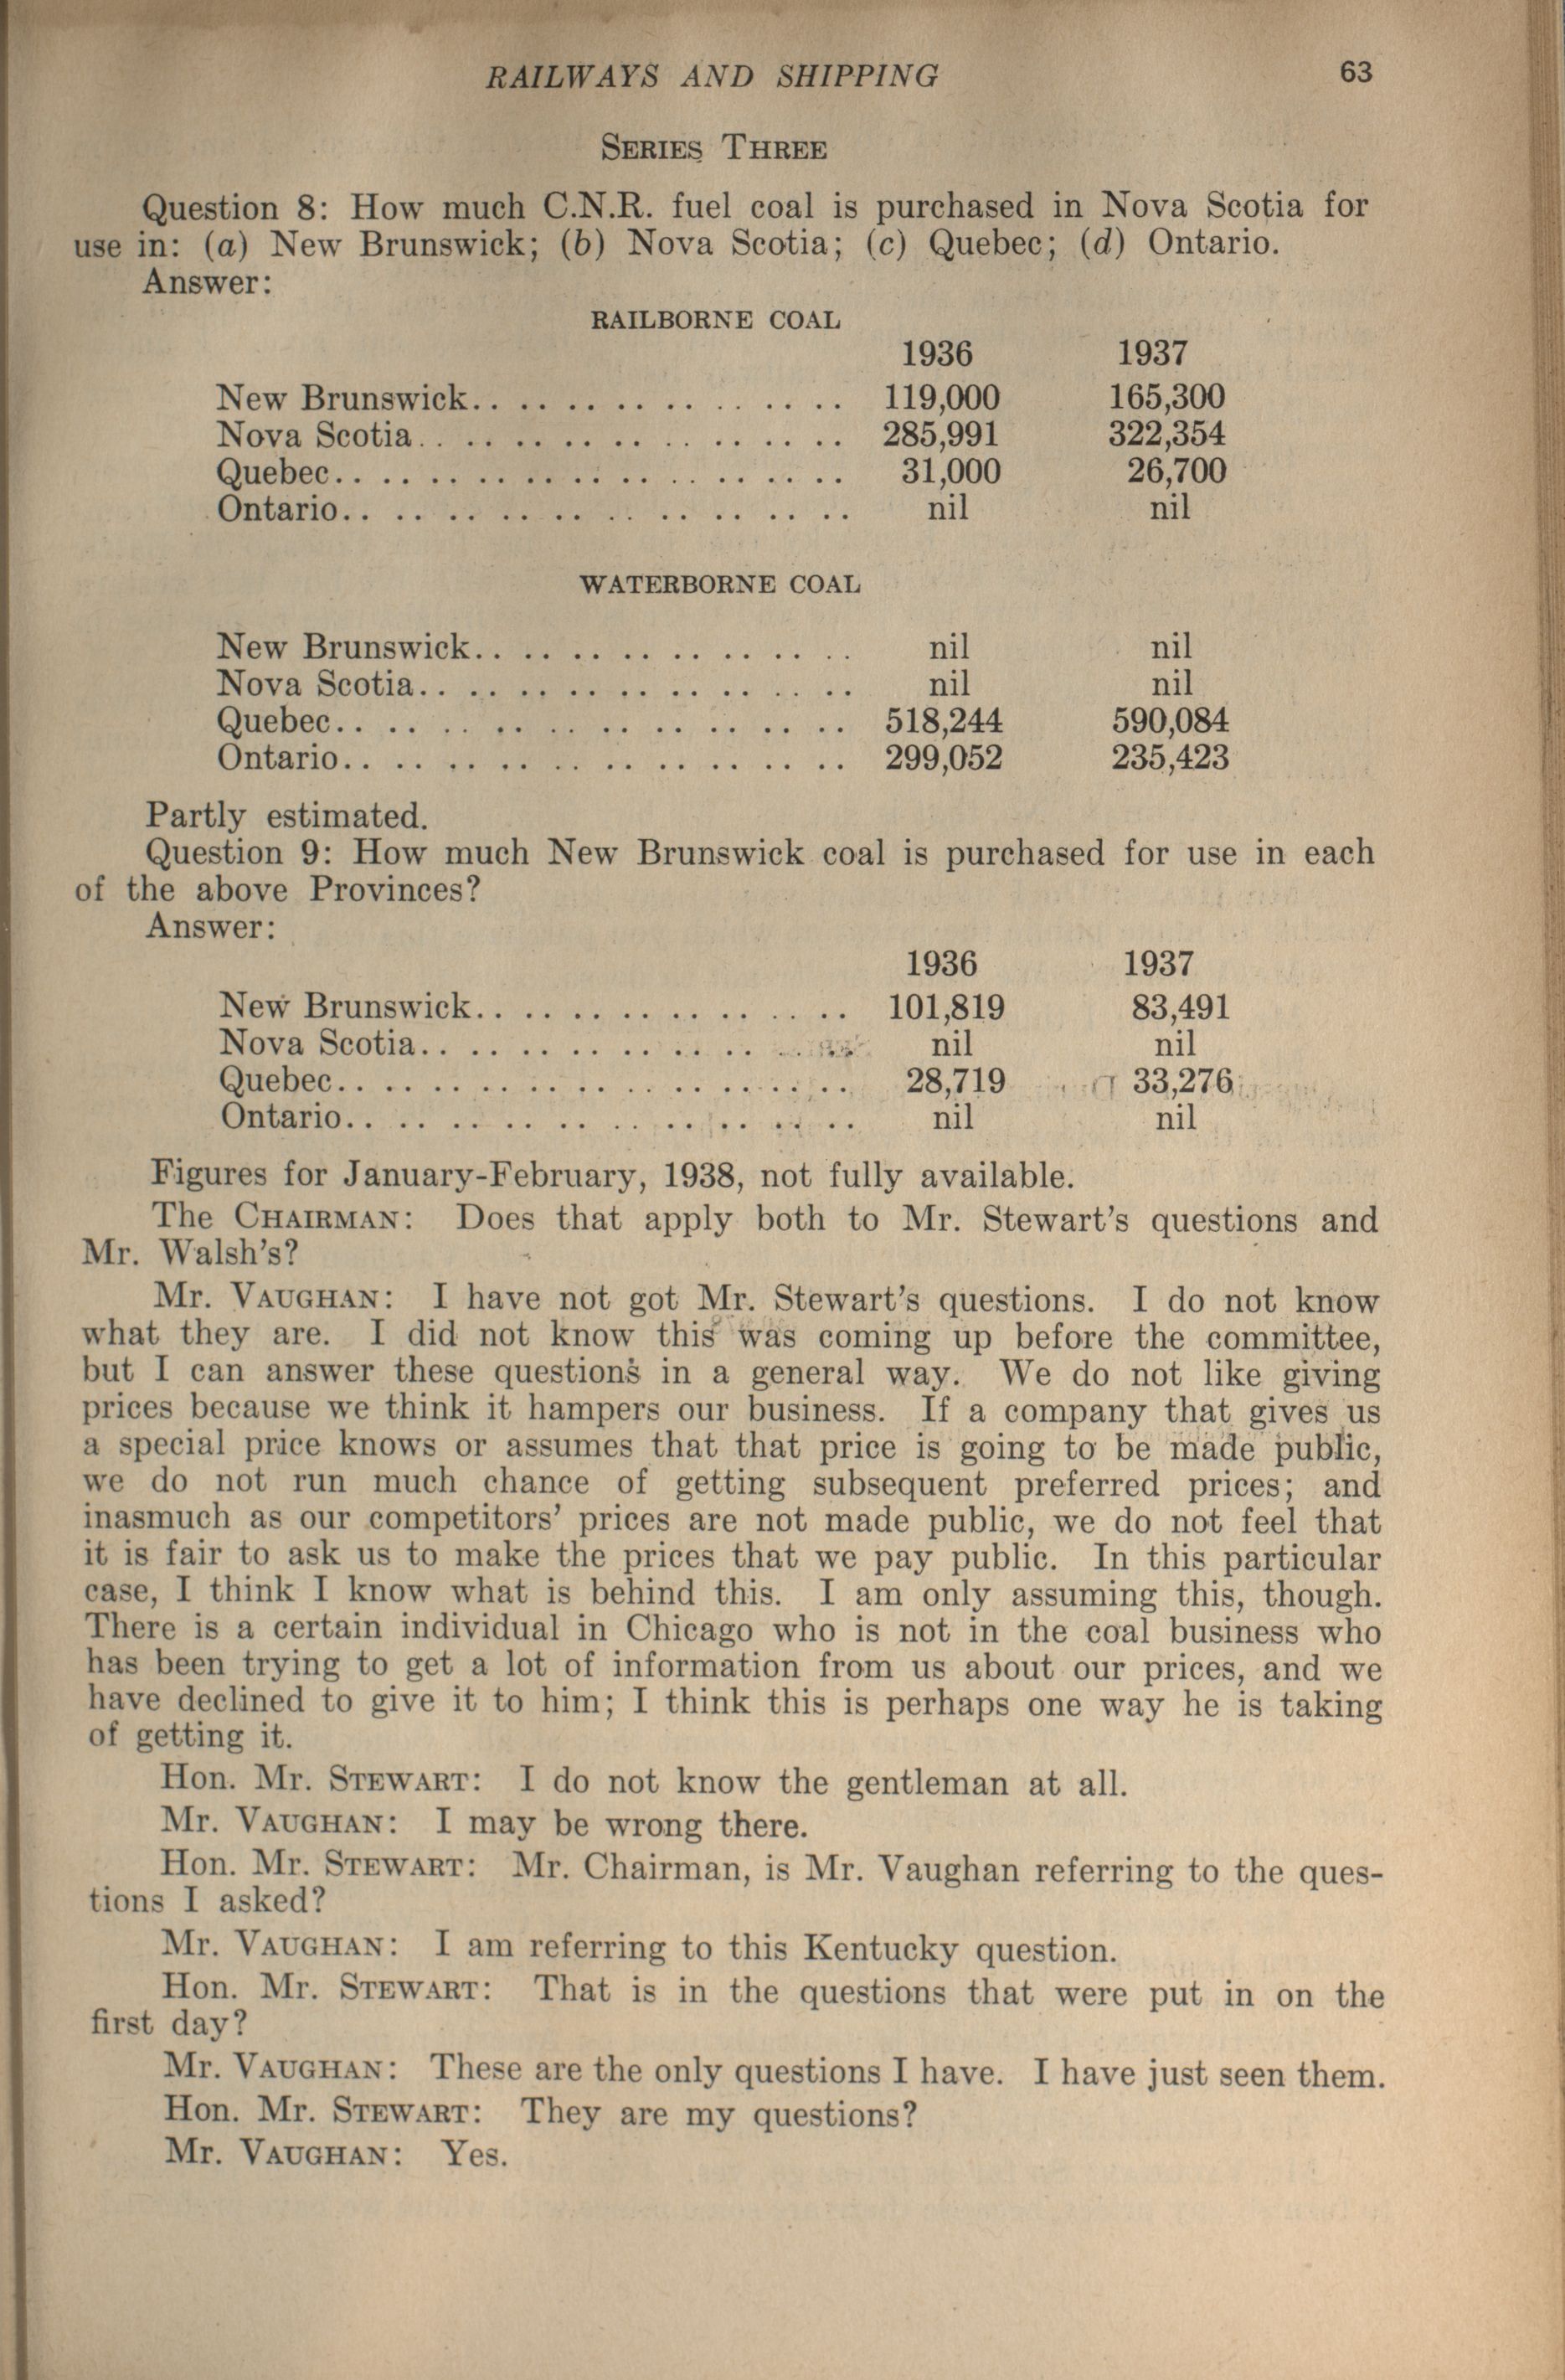 RAILWAYS AND SHIPPING 63
SERIES THREE
Question 8: How much C.N.R. fuel coal is purchased in Nova Scotia for
use in: (a) New Brunswick; (b) Nova Scotia; (c) Quebec; (d) Ontario.
Answer:
RAILBORNE COAL
1936 1937
New Brunswick.. .. .. .. .. .. .. .. 119,000 165,300
Nova Scotia.. .. .. .. .. .. .. .. .. 285,991 322,354
Quebec.. .. .. .. .. .. .. .. .. .. .. 31,000 26,700
Ontario.. .. .. .. .. .. .. .. .. .. nil nil
WATERBORNE COAL
New Brunswick.. .. .. .. .. .. .. .. nil nil
Nova Scotia.. .. .. .. .. .. .. .. .. nil nil
Quebec.. .. .. .. .. .. .. .. .. .. 518,244 590,084
Ontario.. .. .. .. .. .. .. .. .. .. 299,052 235,423
Partly estimated.
Question 9: How much New Brunswick coal is purchased for use in each
of the above Provinces?
Answer:
1936 1937
New Brunswick.. .. .. .. .. .. .. .. 101,819 83,491
Nova Scotia.. .. .. .. .. .. .. .. .. nil nil
Quebec.. .. .. .. .. .. .. .. .. .. .. 28,719 33,276
Ontario.. .. .. .. .. .. .. .. .. .. nil nil
Figures for January-February, 1938, not fully available.
The CHAIRMAN: Does that apply both to Mr. Stewart's questions and
Mr. Walsh's?
Mr. VAUGHAN: I have not got Mr. Stewart's questions. I do not know
what they are. I did not know this was coming up before the committee,
but I can answer these questions in a general way. We do not like giving
prices because we think it hampers our business. If a company that gives us
a special price knows or assumes that that price is going to be made public,
we do not run much chance of getting subsequent preferred prices; and
inasmuch as our competitors' prices are not made public, we do not feel that
it is fair to ask us to make the prices that we pay public. In this particular
case, I think I know what is behind this. I am only assuming this, though.
There is a certain individual in Chicago who is not in the coal business who
has been trying to get a lot of information from us about our prices, and we
have declined to give it to him; I think this is perhaps one way he is taking
of getting it.
Hon. Mr. STEWART: I do not know the gentleman at all.
Mr. VAUGHAN: I may be wrong there.
Hon. Mr. STEWART: Mr. Chairman, is Mr. Vaughan referring to the ques-
tions I asked?
Mr. VAUGHAN: I am referring to this Kentucky question.
Hon. Mr. STEWART: That is in the questions that were put in on the
first day?
Mr. VAUGHAN: These are the only questions I have. I have just seen them.
Hon. Mr. STEWART: They are my questions?
Mr. VAUGHAN: Yes.